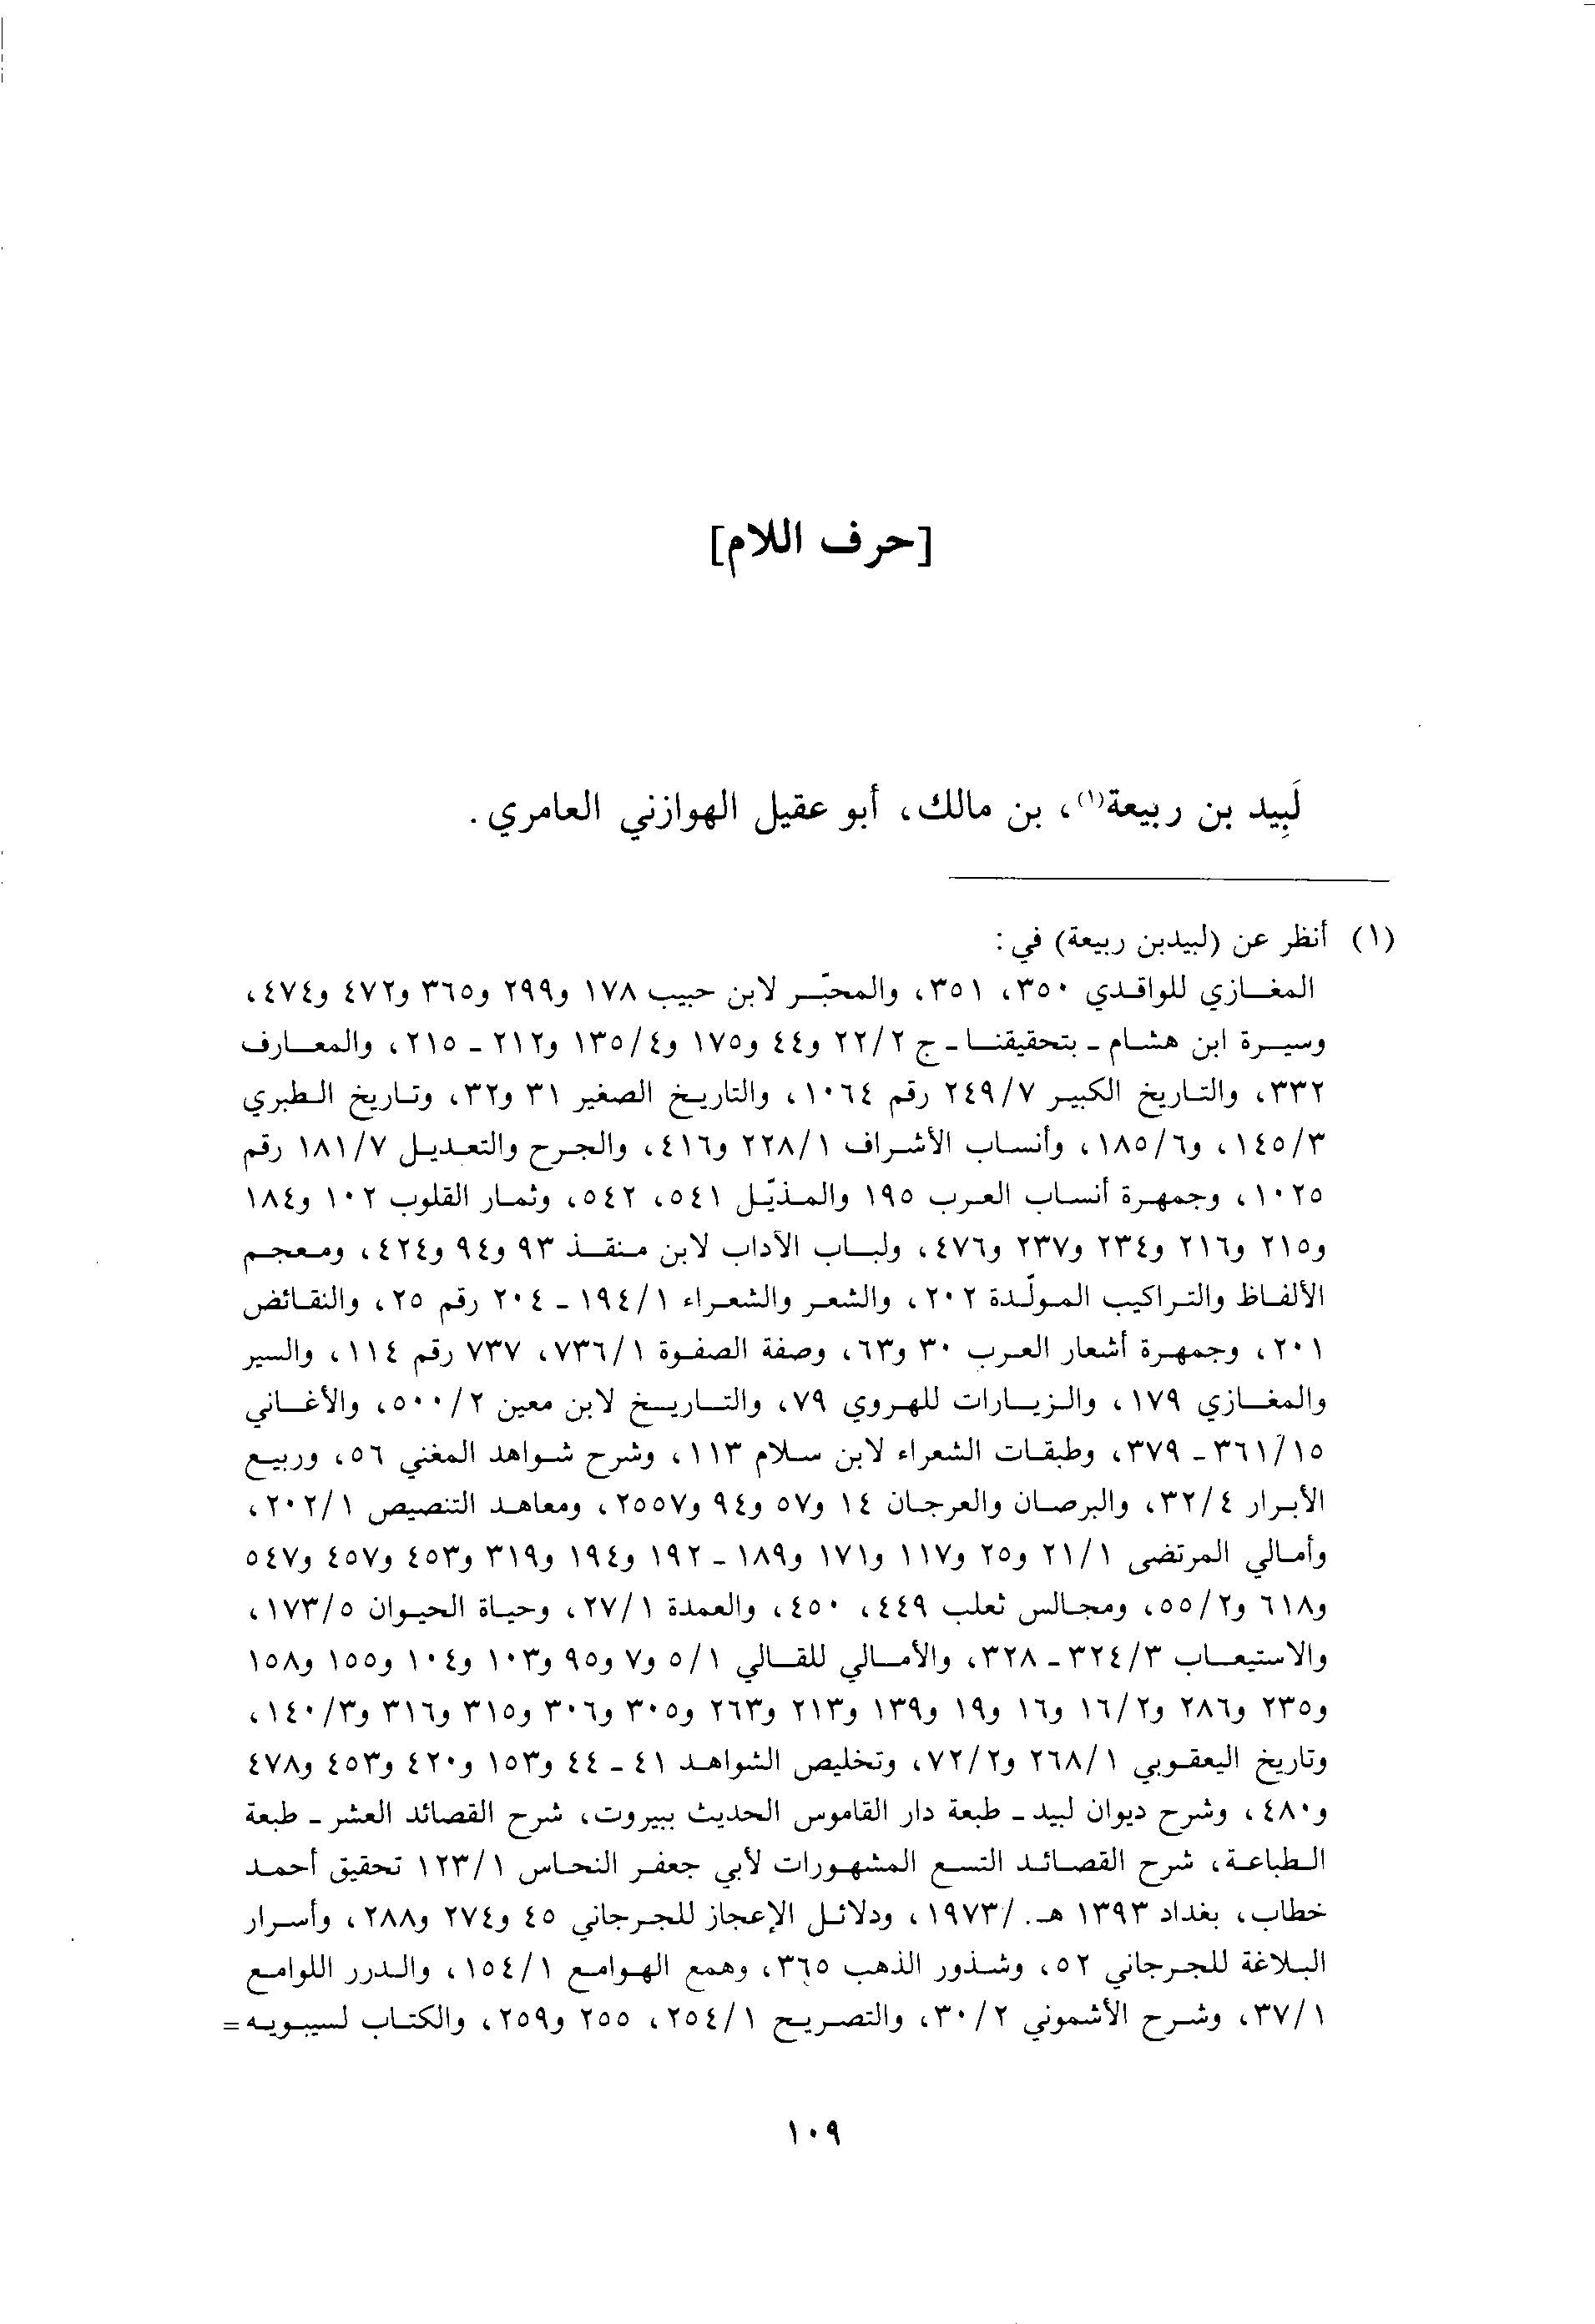 [حرف اللام]
لَبِيد بن ربيعة(١)، بن مالك، أبو عقيل الهوازني العامري.
(١) أنظر عن (لبيدبن ربيعة) في:
المغازي للواقدي ٣٥٠، ٣٥١، والمحبّر لابن حبيب ١٧٨ و٢٩٩ و٣٦٥ و٤٧٢ و٤٧٤،
وسيرة ابن هشام - بتحقيقنا - ج ٢٢/٢ و٤٤ و١٧٥ و١٣٥/٤ و٢١٢ - ٢١٥، والمعارف
٣٣٢، والتاريخ الكبير ٢٤٩/٧ رقم ١٠٦٤، والتاريخ الصغير ٣١ و٣٢، وتاريخ الطبري
١٤٥/٣، و١٨٥/٦، وأنساب الأشراف ٢٢٨/١ و٤١٦، والجرح والتعديل ١٨١/٧ رقم
١٠٢٥، وجمهرة أنساب العرب ١٩٥ والمذيّل ٥٤١، ٥٤٢، وثمار القلوب ١٠٢ و١٨٤
و٢١٥ و٢١٦ و٢٣٤ و٢٣٧ و٤٧٦، ولباب الآداب لابن منقذ ٩٣ و٩٤ و٤٢٤، ومعجم
الألفاظ والتراكيب المولّدة ٢٠٢، والشعر والشعراء ١٩٤/١ - ٢٠٤ رقم ٢٥، والنقائض
٢٠١، وجمهرة أشعار العرب ٣٠ و٦٣، وصفة الصفوة ٧٣٦/١، ٧٣٧ رقم ١١٤، والسير
والمغازي ١٧٩، والزيارات للهروي ٧٩، والتاريخ لابن معين ٥٠٠/٢، والأغاني
٣٦١/١٥ - ٣٧٩، وطبقات الشعراء لابن سلام ١١٣، وشرح شواهد المغني ٥٦، وربيع
الأبرار ٣٢/٤، والبرصان والعرجان ١٤ و٥٧ و٩٤ و٢٥٥٧، ومعاهد التنصيص ٢٠٢/١،
وأمالي المرتضى ٢١/١ و٢٥ و١١٧ و١٧١ و١٨٩ - ١٩٢ و١٩٤ و٣١٩ و٤٥٣ و٤٥٧ و٥٤٧
و٦١٨ و٥٥/٢، ومجالس ثعلب ٤٤٩، ٤٥٠، والعمدة ٢٧/١، وحياة الحيوان ١٧٣/٥،
والاستيعاب ٣٢٤/٣ - ٣٢٨، والأمالي للقالي ٥/١ و٧ و٩٥ و١٠٣ و١٠٤ و١٥٥ و١٥٨
و٢٣٥ و٢٨٦ و١٦/٢ و١٦ و١٩ و١٣٩ و٢١٣ و٢٦٣ و٣٠٥ و٣٠٦ و٣١٥ و٣١٦ و١٤٠/٣،
وتاريخ اليعقوبي ٢٦٨/١ و٧٢/٢، وتخليص الشواهد ٤١ - ٤٤ و١٥٣ و٤٢٠ و٤٥٣ و٤٧٨
و٤٨٠، وشرح ديوان لبيد - طبعة دار القاموس الحديث ببيروت، شرح القصائد العشر - طبعة
الطباعة، شرح القصائد التسع المشهورات لأبي جعفر النحاس ١٢٣/١ تحقيق أحمد
خطاب، بغداد ١٣٩٣ هـ. /١٩٧٣، ودلائل الإعجاز للجرجاني ٤٥ و٢٧٤ و٢٨٨، وأسرار
البلاغة للجرجاني ٥٢، وشذور الذهب ٣٦٥، وهمع الهوامع ١٥٤/١، والدرر اللوامع
٣٧/١، وشرح الأشموني ٣٠/٢، والتصريح ٢٥٤/١، ٢٥٥ و٢٥٩، والكتاب لسيبويه =
١٠٩